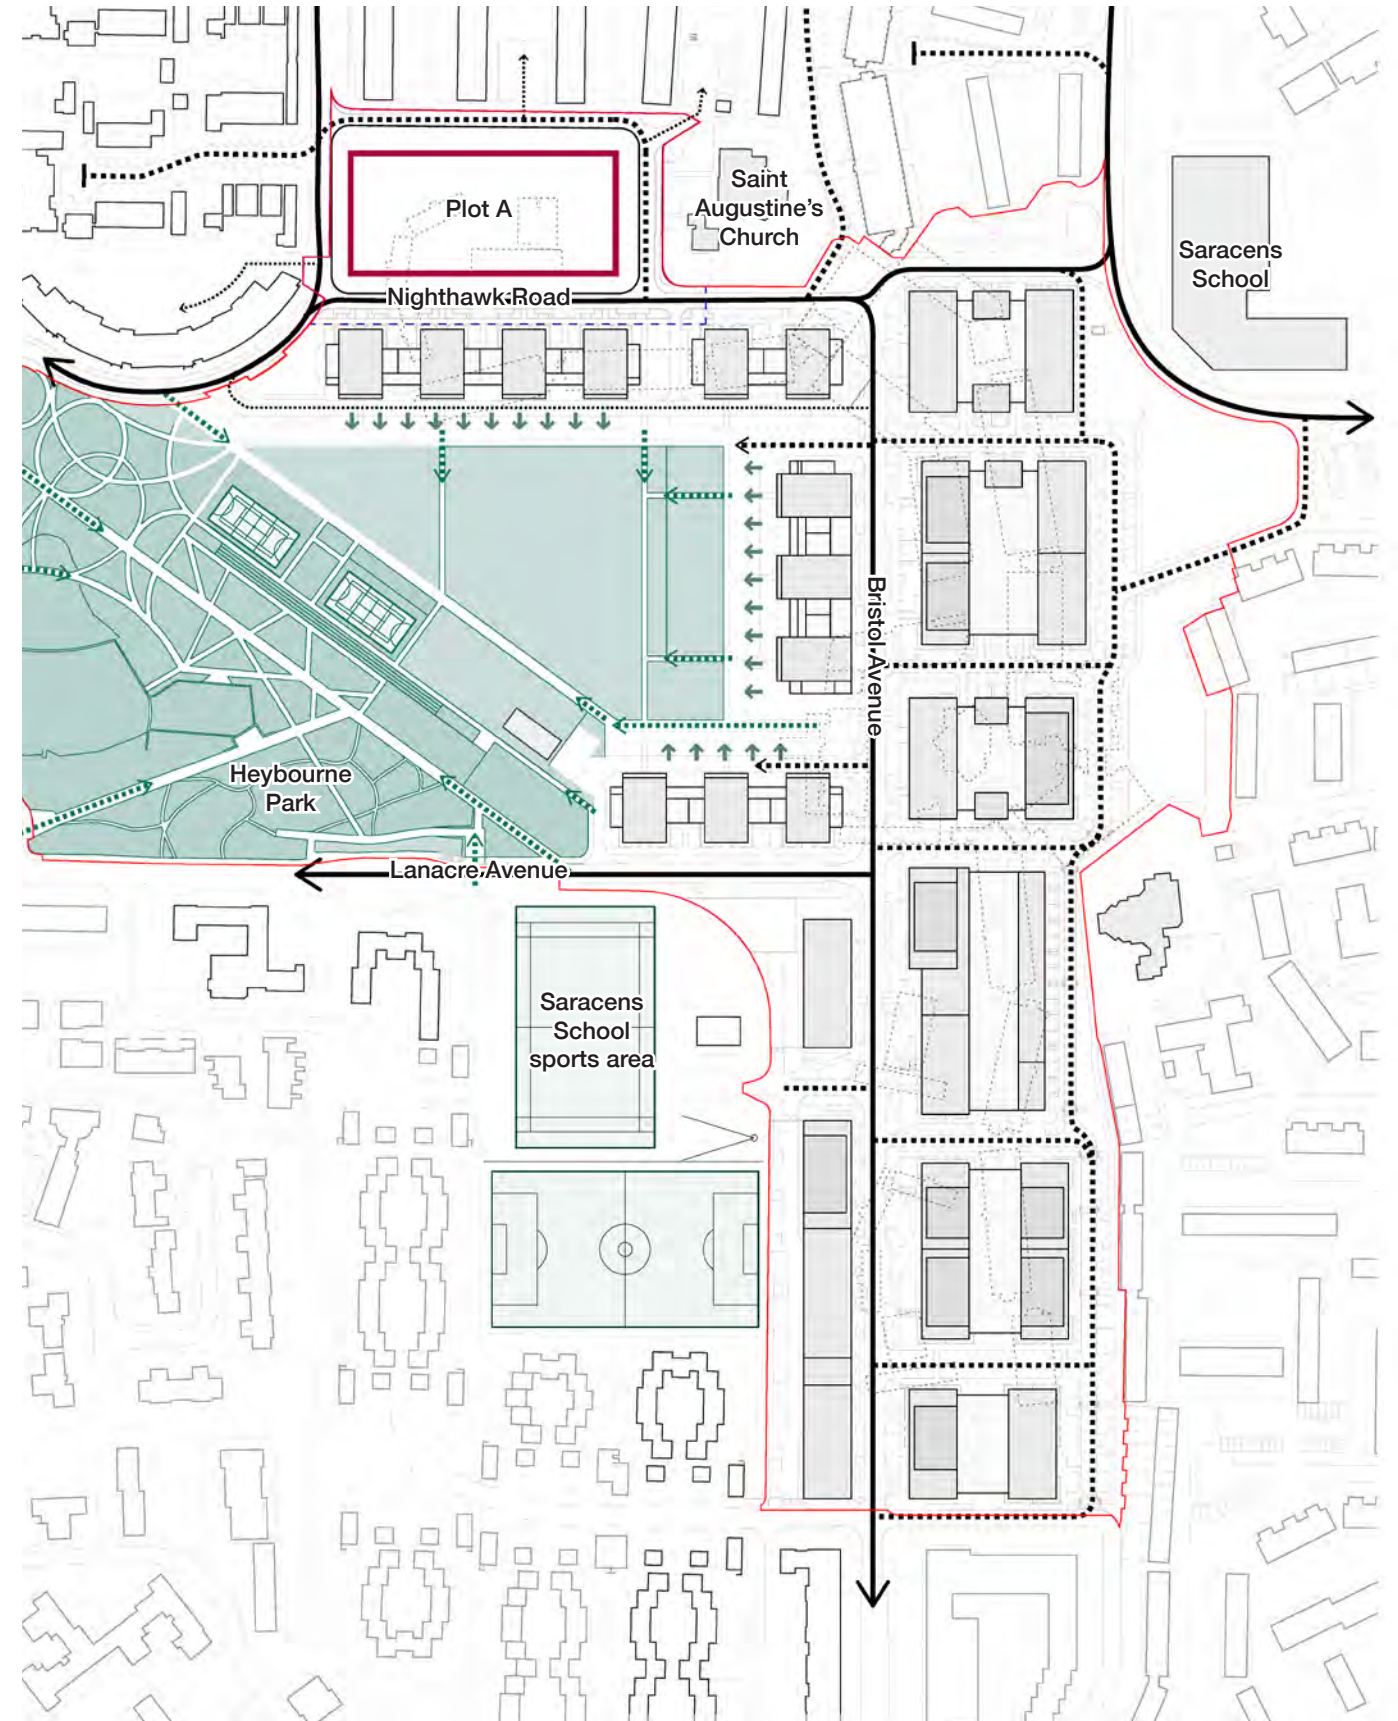 Plot A
Saint
Augustine's
Church
Saracens
School
Nighthawk Road
Bristol Avenue
Heybourne
Park
Lanacre Avenue
Saracens
School
sports area